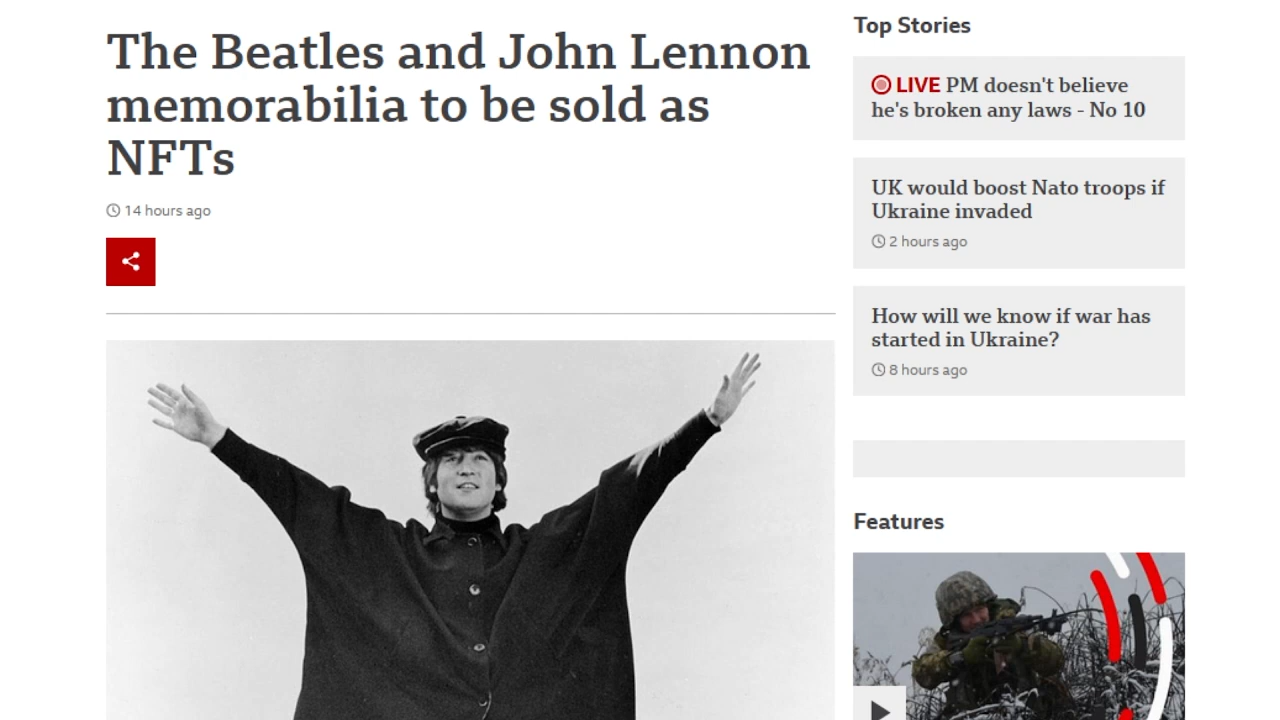 The Beatles and John Lennon
memorabilia to be sold as
NFTs
14 hours ago
Top Stories
LIVE PM doesn't believe
he's broken any laws - No 10
UK would boost Nato troops if
Ukraine invaded
2 hours ago
How will we know if war has
started in Ukraine?
8 hours ago
Features